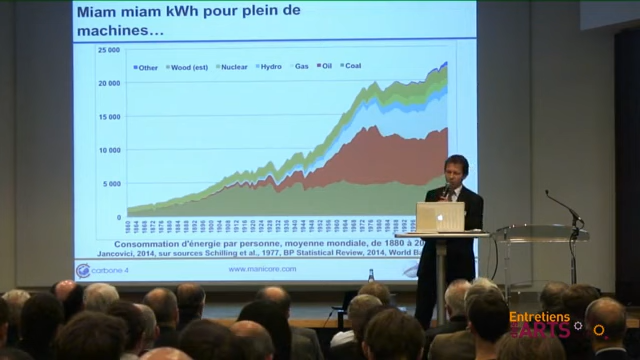 Miam miam kWh pour plein de
machines…
25 000
Other Wood (est) Nuclear Hydro Gas Oil Coal
20 000
15 000
10 000
5 000
0
Consommation d'énergie par personne, moyenne mondiale, de 1880 à 20
Jancovici, 2014, sur sources Schilling et al., 1977, BP Statistical Review, 2014, World Ba
carbone 4
www.manicore.com
Entretiens
ARTS